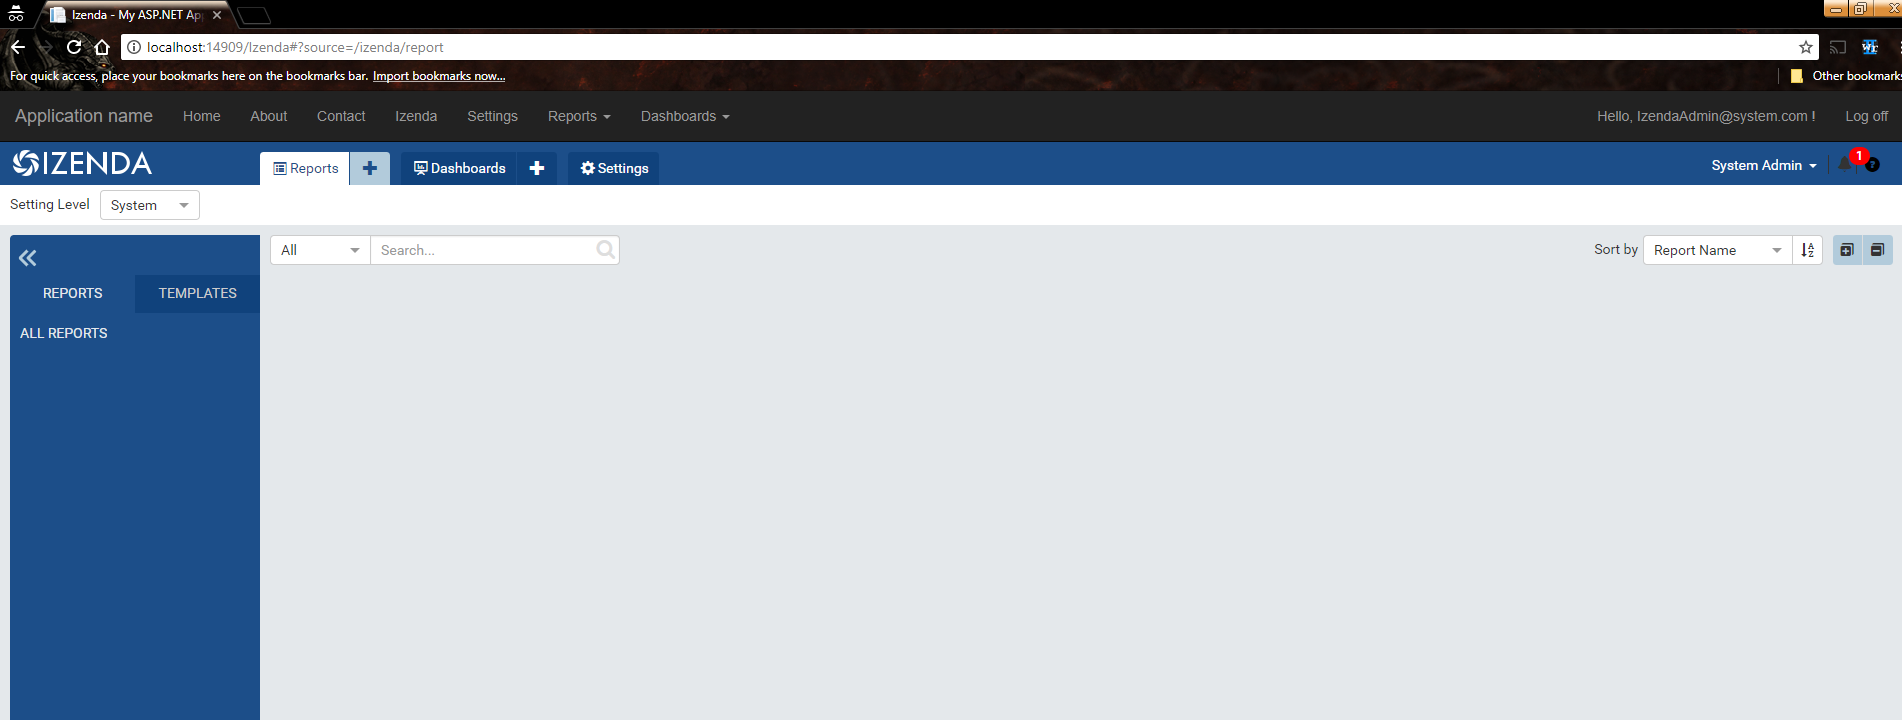 Izenda - My ASP.NET Ap
localhost:14909/Izenda#?source=/izenda/report
For quick access, place your bookmarks here on the bookmarks bar. Import bookmarks now...
Other bookmarks
Application name Home About Contact Izenda Settings Reports Dashboards Hello, IzendaAdmin@system.com ! Log off
IZENDA Reports Dashboards Settings System Admin 1 ?
Setting Level System
All Search... Sort by Report Name A Z
REPORTS TEMPLATES
ALL REPORTS